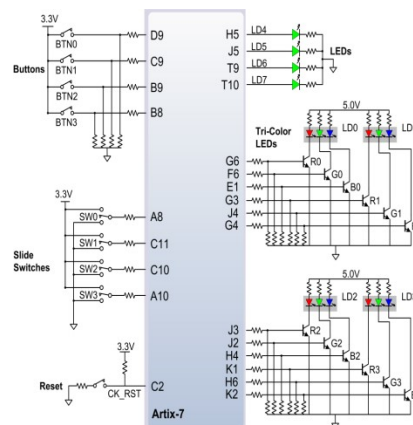 3.3V
BTN0
BTN1
BTN2
BTN3
Buttons
D9
C9
B9
B8
H5
J5
T9
T10
LD4
LD5
LD6
LD7
LEDs
5.0V
LD0
Tri-Color
LEDs
G6
F6
E1
G3
J4
G4
R0
G0
B0
R1
G1
3.3V
SW0
SW1
SW2
SW3
Slide
Switches
A8
C11
C10
A10
5.0V
LD2
J3
J2
H4
K1
H6
K2
R2
G2
B2
R3
G3
3.3V
Reset
CK_RST
C2
Artix-7